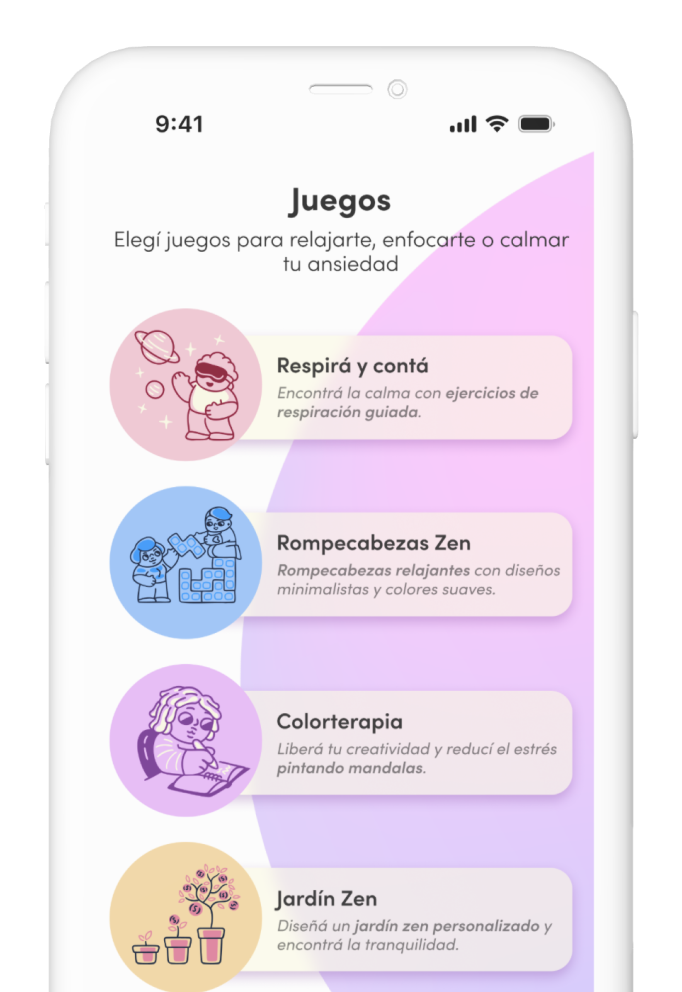 9:41
Juegos
Elegí juegos para relajarte, enfocarte o calmar
tu ansiedad
Respirá y contá
Encontrá la calma con ejercicios de
respiración guiada.
Rompecabezas Zen
Rompecabezas relajantes con diseños
minimalistas y colores suaves.
Colorterapia
Liberá tu creatividad y reducí el estrés
pintando mandalas.
Jardín Zen
Diseñá un jardín zen personalizado y
encontrá la tranquilidad.